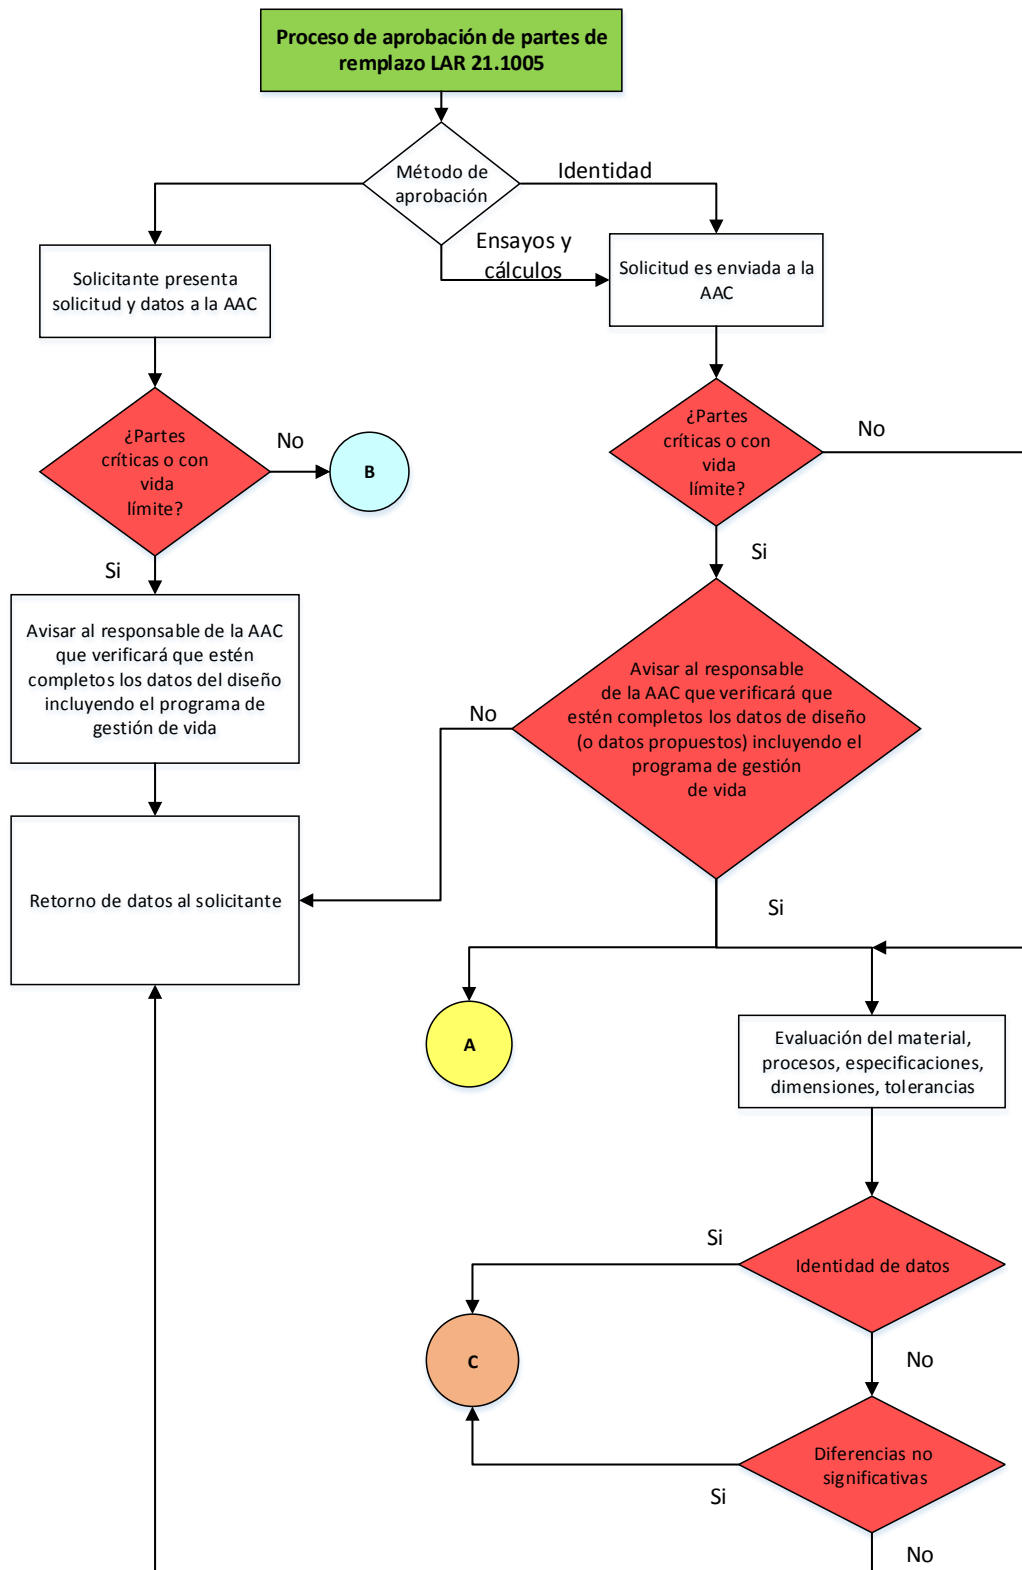 Proceso de aprobación de partes de
remplazo LAR 21.1005
Método de
aprobación
Identidad
Ensayos y
cálculos
Solicitante presenta
solicitud y datos a la AAC
Solicitud es enviada a la
AAC
¿Partes
críticas o con
vida
límite?
No
B
¿Partes
críticas o con
vida
límite?
No
Si
Si
Avisar al responsable de la AAC
que verificará que estén
completos los datos del diseño
incluyendo el programa de
gestión de vida
Avisar al responsable
de la AAC que verificará que
estén completos los datos de diseño
(o datos propuestos) incluyendo el
programa de gestión
de vida
No
Retorno de datos al solicitante
Si
A
Evaluación del material,
procesos, especificaciones,
dimensiones, tolerancias
Si
Identidad de datos
C
No
Diferencias no
significativas
Si
No